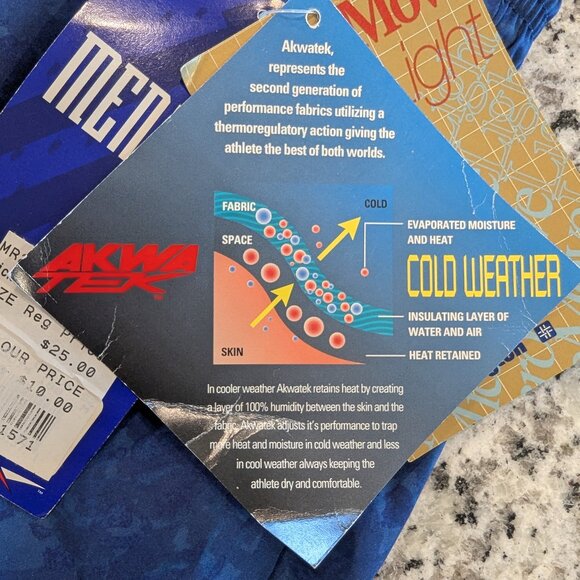 Akwatek,
represents the
second generation of
performance fabrics utilizing a
thermoregulatory action giving the
athlete the best of both worlds.
MEN
ight
FABRIC
COLD
SPACE
EVAPORATED MOISTURE
AND HEAT
AKWA
TEK
COLD WEATHER
INSULATING LAYER OF
WATER AND AIR
SKIN
HEAT RETAINED
In cooler weather Akwatek retains heat by creating
a layer of 100% humidity between the skin and the
fabric. Akwatek adjusts it's performance to trap
more heat and moisture in cold weather and less
in cool weather always keeping the
athlete dry and comfortable.
ZE Reg
$25.00
OUR PRICE
$10.00
1571